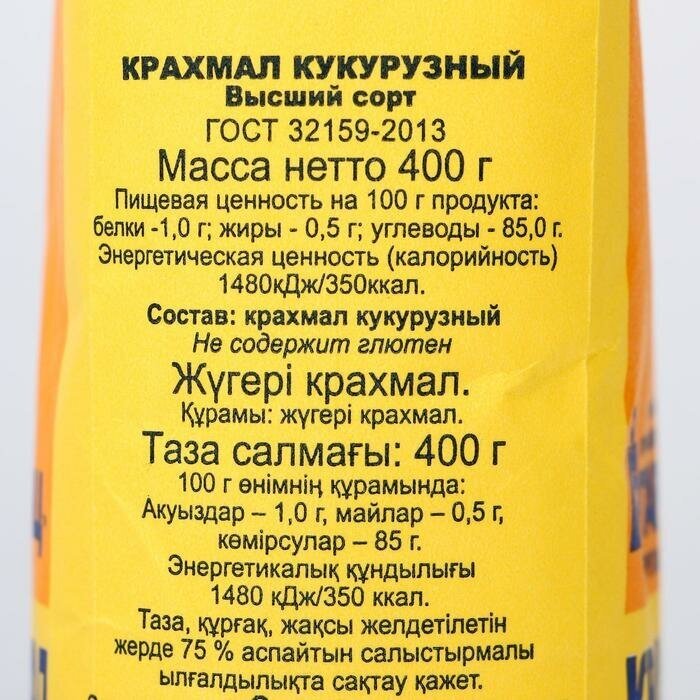 КРАХМАЛ КУКУРУЗНЫЙ
Высший сорт
ГОСТ 32159-2013
Масса нетто 400 г
Пищевая ценность на 100 г продукта:
белки -1,0 г; жиры - 0,5 г; углеводы - 85,0 г.
Энергетическая ценность (калорийность)
1480кДж/350ккал.
Состав: крахмал кукурузный
Не содержит глютен
Жүгері крахмал.
Құрамы: жүгері крахмал.
Таза салмағы: 400 г
100 г өнімнің құрамында:
Акуыздар – 1,0 г, майлар – 0,5 г,
көмірсулар – 85 г.
Энергетикалық құндылығы
1480 кДж/350 ккал.
Таза, құрғақ, жақсы желдетілетін
жерде 75 % аспайтын салыстырмалы
ылғалдылықта сақтау қажет.